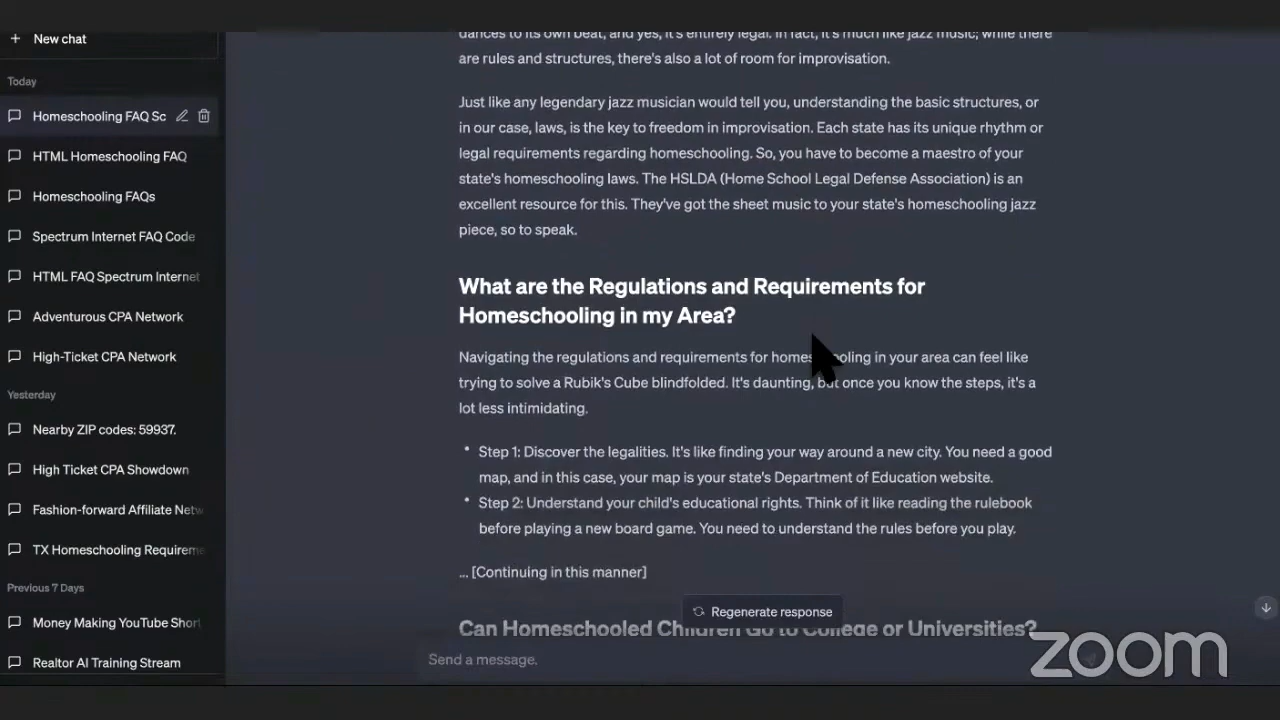 New chat
Today
Homeschooling FAQ Sc
HTML Homeschooling FAQ
Homeschooling FAQs
Spectrum Internet FAQ Code
HTML FAQ Spectrum Internet
Adventurous CPA Network
High-Ticket CPA Network
Yesterday
Nearby ZIP codes: 59937.
High Ticket CPA Showdown
Fashion-forward Affiliate Netw
TX Homeschooling Requireme
Previous 7 Days
Money Making YouTube Short
Realtor AI Training Stream
dances to its own beat, and yes, it's entirely legal. In fact, it's much like jazz music; while there
are rules and structures, there's also a lot of room for improvisation.
Just like any legendary jazz musician would tell you, understanding the basic structures, or
in our case, laws, is the key to freedom in improvisation. Each state has its unique rhythm or
legal requirements regarding homeschooling. So, you have to become a maestro of your
state's homeschooling laws. The HSLDA (Home School Legal Defense Association) is an
excellent resource for this. They've got the sheet music to your state's homeschooling jazz
piece, so to speak.
What are the Regulations and Requirements for
Homeschooling in my Area?
Navigating the regulations and requirements for homeschooling in your area can feel like
trying to solve a Rubik's Cube blindfolded. It's daunting, but once you know the steps, it's a
lot less intimidating.
• Step 1: Discover the legalities. It's like finding your way around a new city. You need a good
map, and in this case, your map is your state's Department of Education website.
• Step 2: Understand your child's educational rights. Think of it like reading the rulebook
before playing a new board game. You need to understand the rules before you play.
... [Continuing in this manner]
Regenerate response
Can Homeschooled Children Go to College or Universities?
Send a message.
zoom